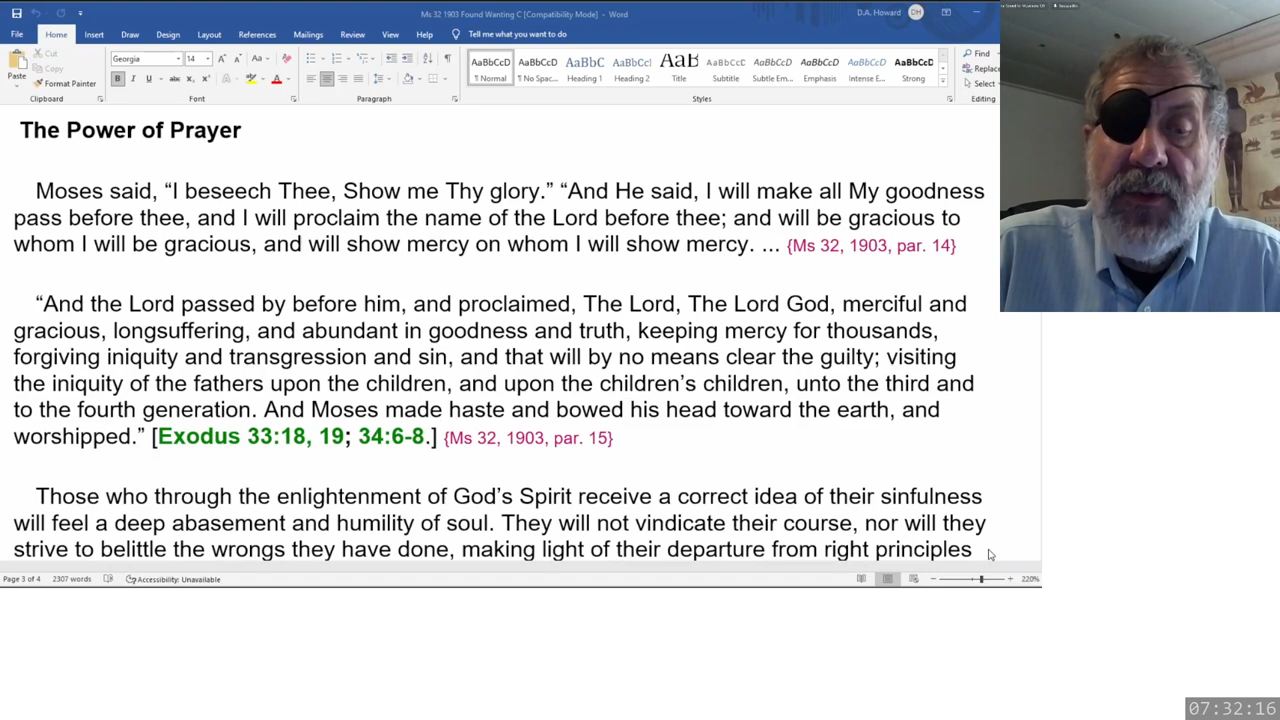 Ms 32 1903 Found Wanting C [Compatibility Mode] - Word
D.A. Howard DH
File Home Insert Draw Design Layout References Mailings Review View Help Tell me what you want to do
Paste Cut Copy Format Painter
Georgia 14
AaBbCcD AaBbCcD AaBbC AaBbCcD AaB AaBbCcD AaBbCcD AaBbCcD AaBbCcD AaBbCcD
¶ Normal ¶ No Spac... Heading 1 Heading 2 Title Subtitle Subtle Em... Emphasis Intense E... Strong
Find
Replace
Select
Clipboard Font Paragraph Styles Editing
The Power of Prayer
Moses said, “I beseech Thee, Show me Thy glory.” “And He said, I will make all My goodness
pass before thee, and I will proclaim the name of the Lord before thee; and will be gracious to
whom I will be gracious, and will show mercy on whom I will show mercy. ... {Ms 32, 1903, par. 14}
“And the Lord passed by before him, and proclaimed, The Lord, The Lord God, merciful and
gracious, longsuffering, and abundant in goodness and truth, keeping mercy for thousands,
forgiving iniquity and transgression and sin, and that will by no means clear the guilty; visiting
the iniquity of the fathers upon the children, and upon the children’s children, unto the third and
to the fourth generation. And Moses made haste and bowed his head toward the earth, and
worshipped.” [Exodus 33:18, 19; 34:6-8.] {Ms 32, 1903, par. 15}
Those who through the enlightenment of God’s Spirit receive a correct idea of their sinfulness
will feel a deep abasement and humility of soul. They will not vindicate their course, nor will they
strive to belittle the wrongs they have done, making light of their departure from right principles
Page 3 of 4 2307 words Accessibility: Unavailable 220%
07:32:16